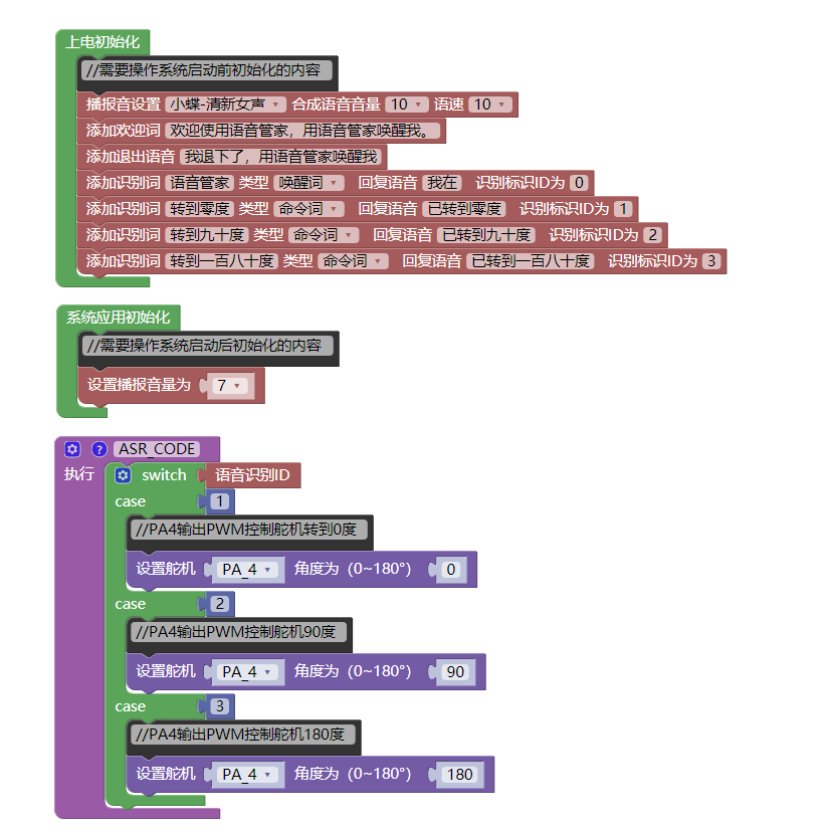 上电初始化
//需要操作系统启动前初始化的内容
播报音设置 小蝶-清新女声 合成语音音量 10 语速 10
添加欢迎词 欢迎使用语音管家，用语音管家唤醒我。
添加退出语音 我退下了，用语音管家唤醒我
添加识别词 语音管家 类型 唤醒词 回复语音 我在 识别标识ID为 0
添加识别词 转到零度 类型 命令词 回复语音 已转到零度 识别标识ID为 1
添加识别词 转到九十度 类型 命令词 回复语音 已转到九十度 识别标识ID为 2
添加识别词 转到一百八十度 类型 命令词 回复语音 已转到一百八十度 识别标识ID为 3
系统应用初始化
//需要操作系统启动后初始化的内容
设置播报音量为 7
? ASR_CODE
执行 switch 语音识别ID
case 1
//PA4输出PWM控制舵机转到0度
设置舵机 PA_4 角度为（0~180°） 0
case 2
//PA4输出PWM控制舵机90度
设置舵机 PA_4 角度为（0~180°） 90
case 3
//PA4输出PWM控制舵机180度
设置舵机 PA_4 角度为（0~180°） 180